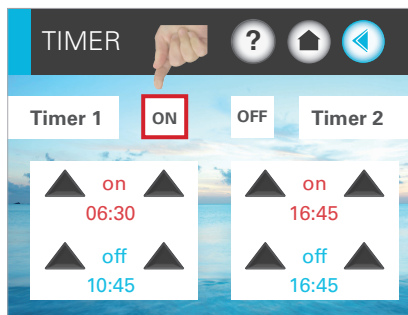 TIMER ?
Timer 1 ON OFF Timer 2
on on
06:30 16:45
off off
10:45 16:45